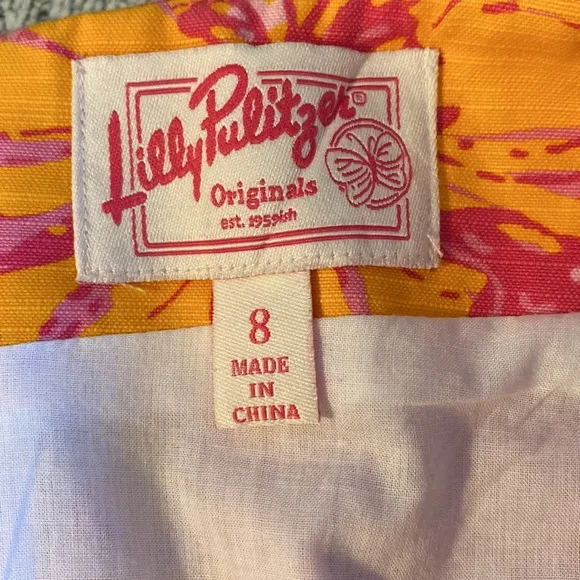 Lilly Pulitzer®
Originals
est. 1959ish
8
MADE
IN
CHINA